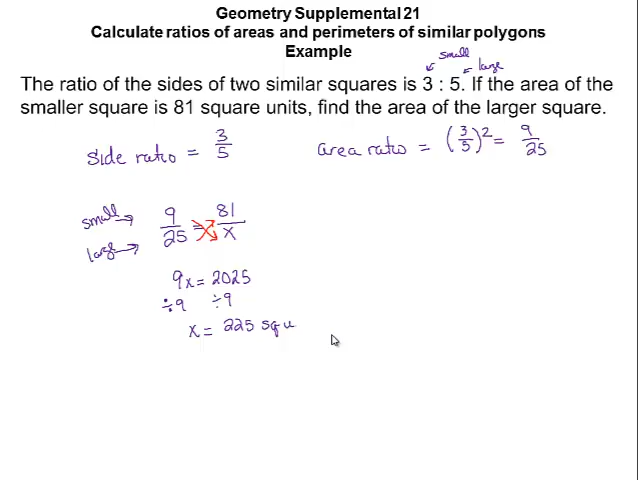 Geometry Supplemental 21
Calculate ratios of areas and perimeters of similar polygons
Example
small
large
The ratio of the sides of two similar squares is 3 : 5. If the area of the
smaller square is 81 square units, find the area of the larger square.
Side ratio = 3/5
area ratio = (3/5)² = 9/25
small → 9/25 = 81/x
large →
9x = 2025
÷9 ÷9
x = 225 squ